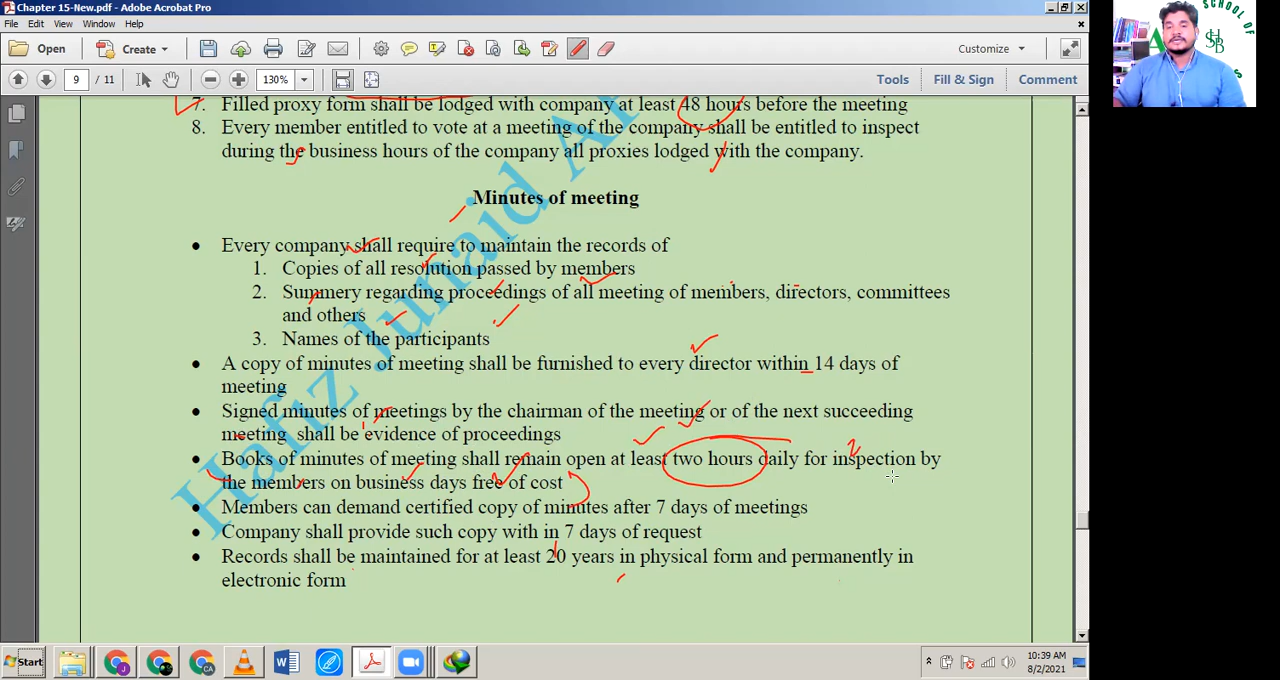 Chapter 15-New.pdf - Adobe Acrobat Pro
File Edit View Window Help
Open Create Customize
9 / 11 130% Tools Fill & Sign Comment
7. Filled proxy form shall be lodged with company at least 48 hours before the meeting
8. Every member entitled to vote at a meeting of the company shall be entitled to inspect
during the business hours of the company all proxies lodged with the company.
Minutes of meeting
• Every company shall require to maintain the records of
1. Copies of all resolution passed by members
2. Summery regarding proceedings of all meeting of members, directors, committees
and others
3. Names of the participants
• A copy of minutes of meeting shall be furnished to every director within 14 days of
meeting
• Signed minutes of meetings by the chairman of the meeting or of the next succeeding
meeting shall be evidence of proceedings
• Books of minutes of meeting shall remain open at least two hours daily for inspection by
the members on business days free of cost
• Members can demand certified copy of minutes after 7 days of meetings
• Company shall provide such copy with in 7 days of request
• Records shall be maintained for at least 20 years in physical form and permanently in
electronic form
Hafiz Junaid
SCHOOL OF
Start
10:39 AM
8/2/2021